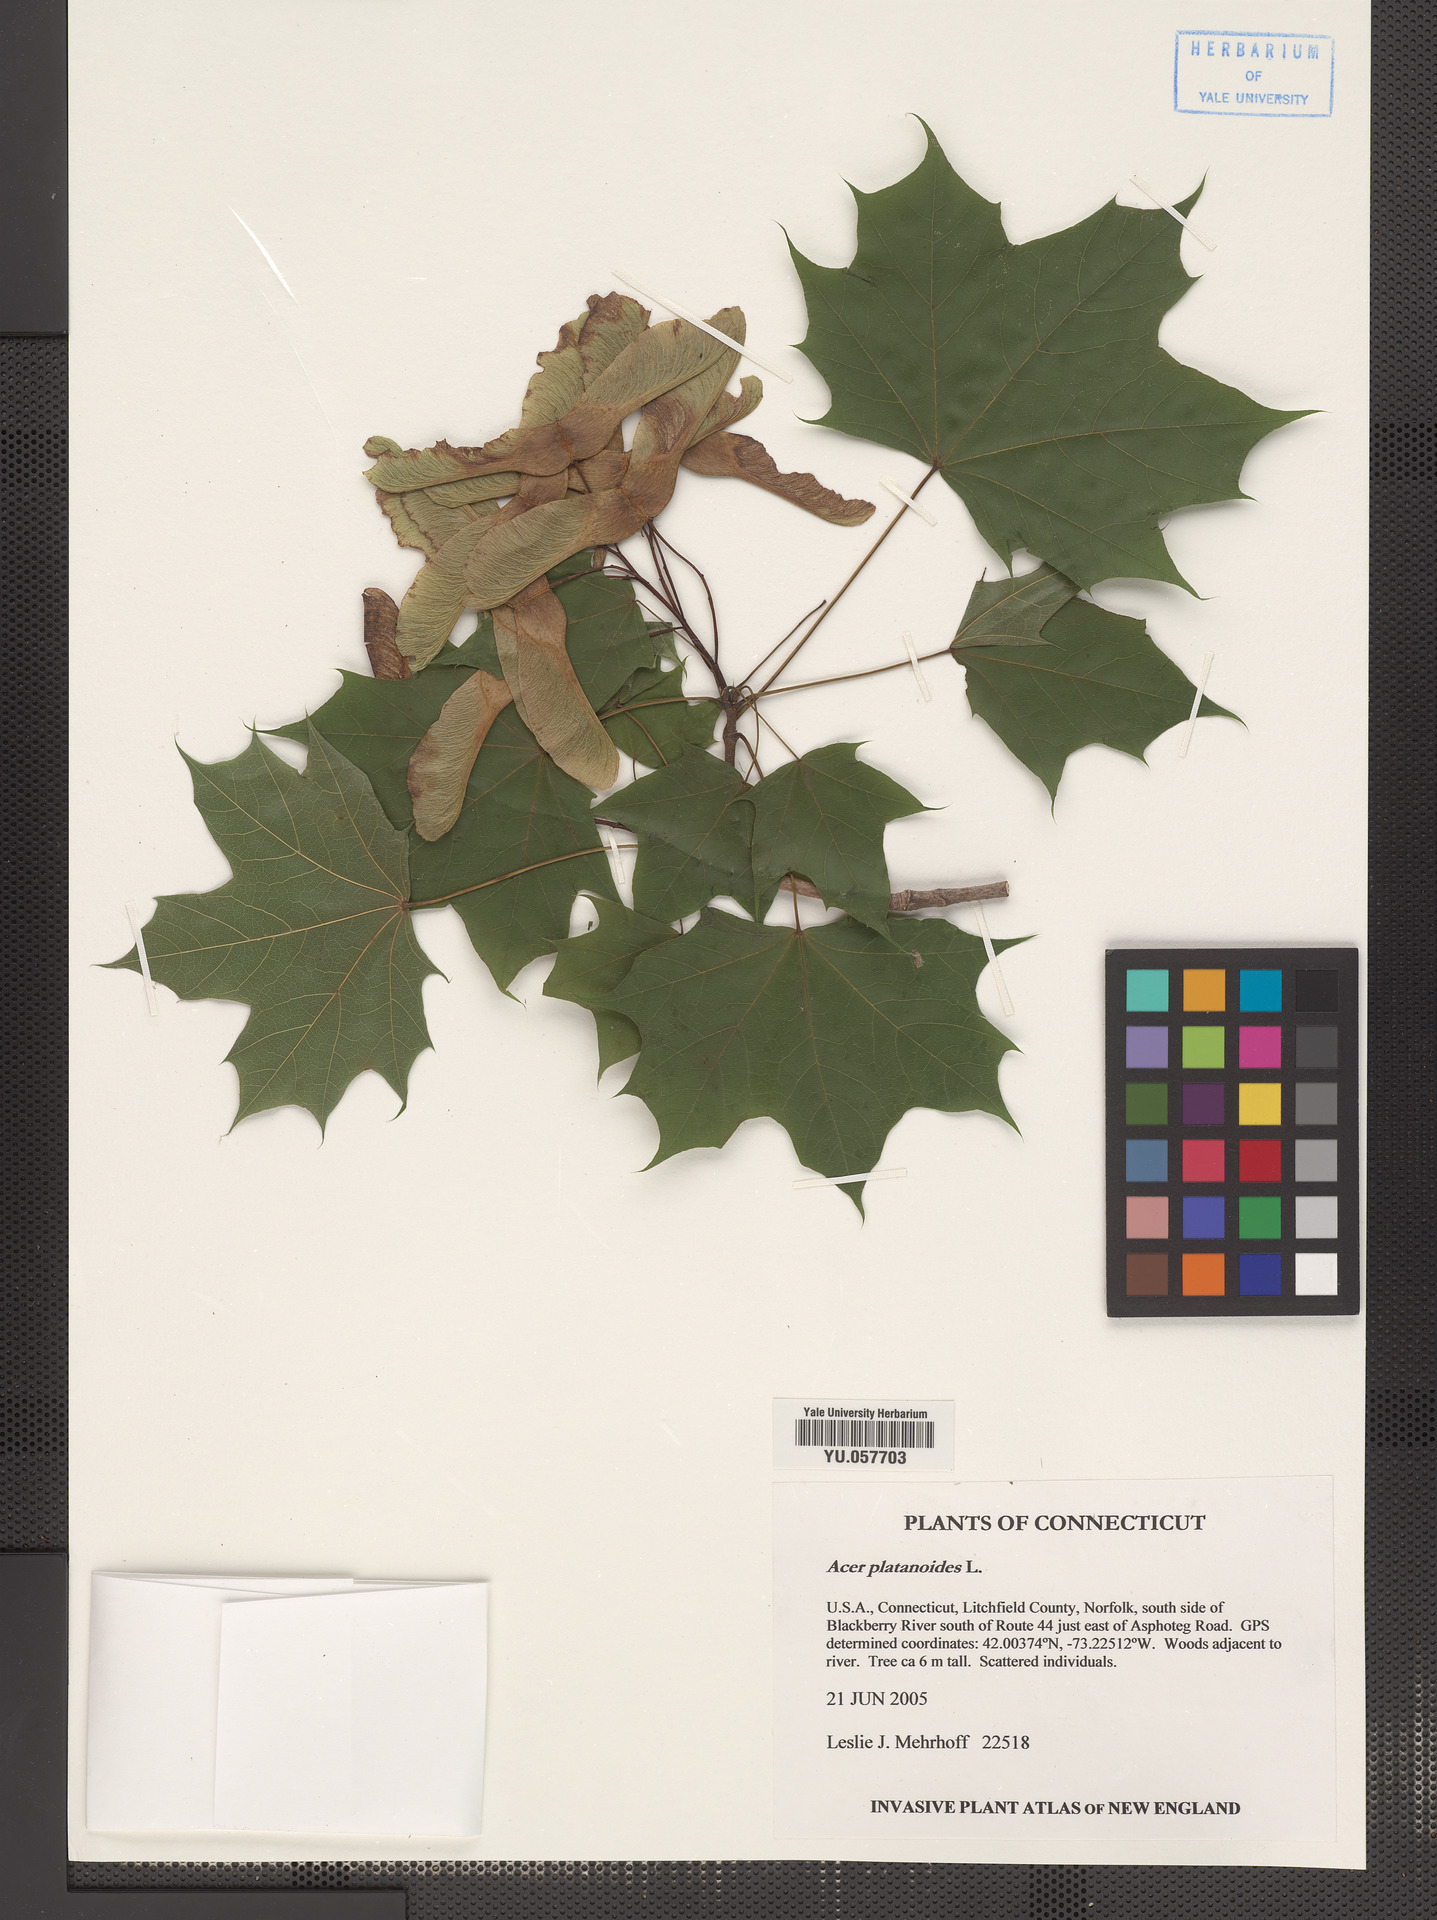 HERBARIUM
OF
YALE UNIVERSITY
Yale University Herbarium
YU.057703
PLANTS OF CONNECTICUT
Acer platanoides L.
U.S.A., Connecticut, Litchfield County, Norfolk, south side of
Blackberry River south of Route 44 just east of Asphoteg Road.  GPS
determined coordinates: 42.00374ºN, -73.22512ºW.  Woods adjacent to
river.  Tree ca 6 m tall.  Scattered individuals.
21 JUN 2005
Leslie J. Mehrhoff   22518
INVASIVE PLANT ATLAS OF NEW ENGLAND